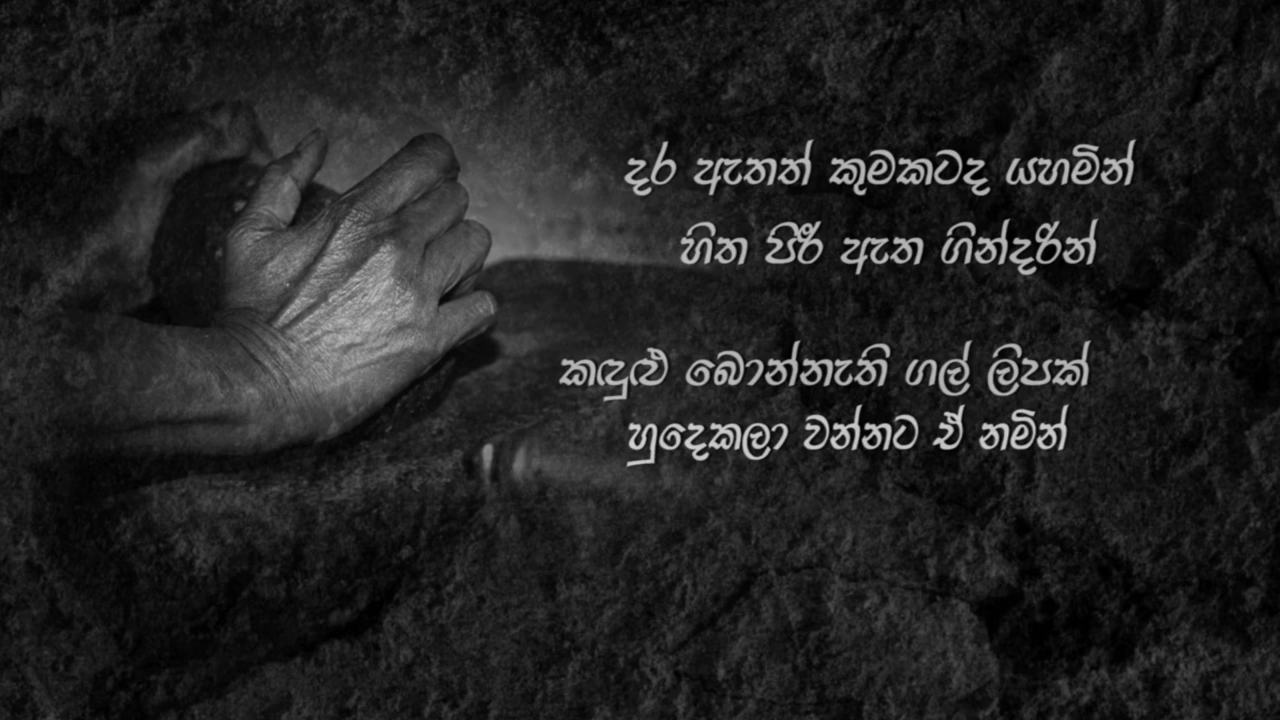 දර ඇතත් කුමකටද යහමින්
හිත පිරී ඇත ගින්දරින්
කඳුළු බොන්නැති ගල් ලිපක්
හුදෙකලා වන්නට ඒ නමින්